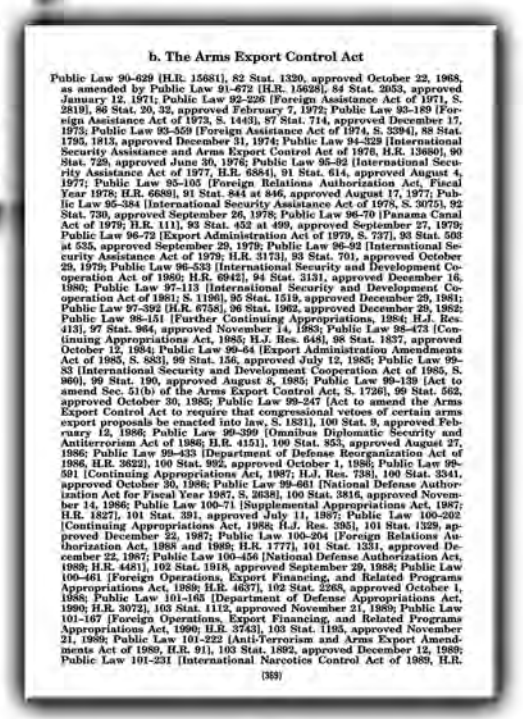 b. The Arms Export Control Act
Public Law 90–629 [H.R. 15681], 82 Stat. 1320, approved October 22, 1968,
as amended by Public Law 91–672 [H.R. 15628], 84 Stat. 2053, approved
January 12, 1971; Public Law 92–226 [Foreign Assistance Act of 1971, S.
2819], 86 Stat. 20, 32, approved February 7, 1972; Public Law 93–189 [For-
eign Assistance Act of 1973, S. 1443], 87 Stat. 714, approved December 17,
1973; Public Law 93–559 [Foreign Assistance Act of 1974, S. 3394], 88 Stat.
1795, 1813, approved December 31, 1974; Public Law 94–329 [International
Security Assistance and Arms Export Control Act of 1976, H.R. 13680], 90
Stat. 729, approved June 30, 1976; Public Law 95–92 [International Secu-
rity Assistance Act of 1977, H.R. 6884], 91 Stat. 614, approved August 4,
1977; Public Law 95–105 [Foreign Relations Authorization Act, Fiscal
Year 1978; H.R. 6689], 91 Stat. 844 at 846, approved August 17, 1977; Pub-
lic Law 95–384 [International Security Assistance Act of 1978, S. 3075], 92
Stat. 730, approved September 26, 1978; Public Law 96–70 [Panama Canal
Act of 1979; H.R. 111], 93 Stat. 452 at 499, approved September 27, 1979;
Public Law 96–72 [Export Administration Act of 1979, S. 737], 93 Stat. 503
at 535, approved September 29, 1979; Public Law 96–92 [International Se-
curity Assistance Act of 1979; H.R. 3173], 93 Stat. 701, approved October
29, 1979; Public Law 96–533 [International Security and Development Co-
operation Act of 1980; H.R. 6942], 94 Stat. 3131, approved December 16,
1980; Public Law 97–113 [International Security and Development Co-
operation Act of 1981; S. 1196], 95 Stat. 1519, approved December 29, 1981;
Public Law 97–392 [H.R. 6758], 96 Stat. 1962, approved December 29, 1982;
Public Law 98–151 [Further Continuing Appropriations, 1984; H.J. Res.
413], 97 Stat. 964, approved November 14, 1983; Public Law 98–473 [Con-
tinuing Appropriations Act, 1985; H.J. Res. 648], 98 Stat. 1837, approved
October 12, 1984; Public Law 99–64 [Export Administration Amendments
Act of 1985, S. 883], 99 Stat. 156, approved July 12, 1985; Public Law 99–
83 [International Security and Development Cooperation Act of 1985, S.
960], 99 Stat. 190, approved August 8, 1985; Public Law 99–139 [Act to
amend Sec. 51(b) of the Arms Export Control Act, S. 1726], 99 Stat. 562,
approved October 30, 1985; Public Law 99–247 [Act to amend the Arms
Export Control Act to require that congressional vetoes of certain arms
export proposals be enacted into law, S. 1831], 100 Stat. 9, approved Feb-
ruary 12, 1986; Public Law 99–399 [Omnibus Diplomatic Security and
Antiterrorism Act of 1986; H.R. 4151], 100 Stat. 853, approved August 27,
1986; Public Law 99–433 [Department of Defense Reorganization Act of
1986, H.R. 3622], 100 Stat. 992, approved October 1, 1986; Public Law 99–
591 [Continuing Appropriations Act, 1987; H.J. Res. 738], 100 Stat. 3341,
approved October 30, 1986; Public Law 99–661 [National Defense Author-
ization Act for Fiscal Year 1987, S. 2638], 100 Stat. 3816, approved Novem-
ber 14, 1986; Public Law 100–71 [Supplemental Appropriations Act, 1987;
H.R. 1827], 101 Stat. 391, approved July 11, 1987; Public Law 100–202
[Continuing Appropriations Act, 1988; H.J. Res. 395], 101 Stat. 1329, ap-
proved December 22, 1987; Public Law 100–204 [Foreign Relations Au-
thorization Act, 1988 and 1989; H.R. 1777], 101 Stat. 1331, approved De-
cember 22, 1987; Public Law 100–456 [National Defense Authorization Act,
1989; H.R. 4481], 102 Stat. 1918, approved September 29, 1988; Public Law
100–461 [Foreign Operations, Export Financing, and Related Programs
Appropriations Act, 1989; H.R. 4637], 102 Stat. 2268, approved October 1,
1988; Public Law 101–165 [Department of Defense Appropriations Act,
1990; H.R. 3072], 103 Stat. 1112, approved November 21, 1989; Public Law
101–167 [Foreign Operations, Export Financing, and Related Programs
Appropriations Act, 1990; H.R. 3743], 103 Stat. 1195, approved November
21, 1989; Public Law 101–222 [Anti-Terrorism and Arms Export Amend-
ments Act of 1989, H.R. 91], 103 Stat. 1892, approved December 12, 1989;
Public Law 101–231 [International Narcotics Control Act of 1989, H.R.
(369)